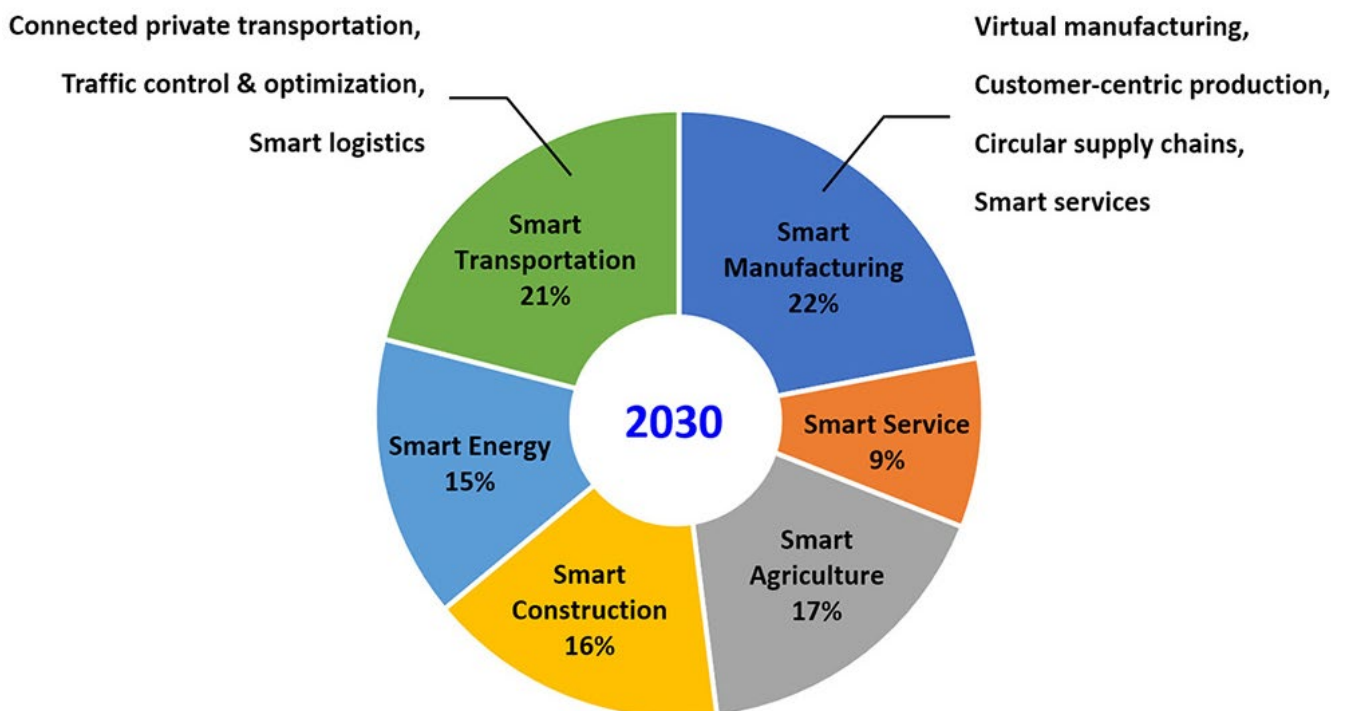 Connected private transportation,
Traffic control & optimization,
Smart logistics
Virtual manufacturing,
Customer-centric production,
Circular supply chains,
Smart services
Smart
Transportation
21%
Smart
Manufacturing
22%
2030
Smart Service
9%
Smart Energy
15%
Smart
Agriculture
17%
Smart
Construction
16%